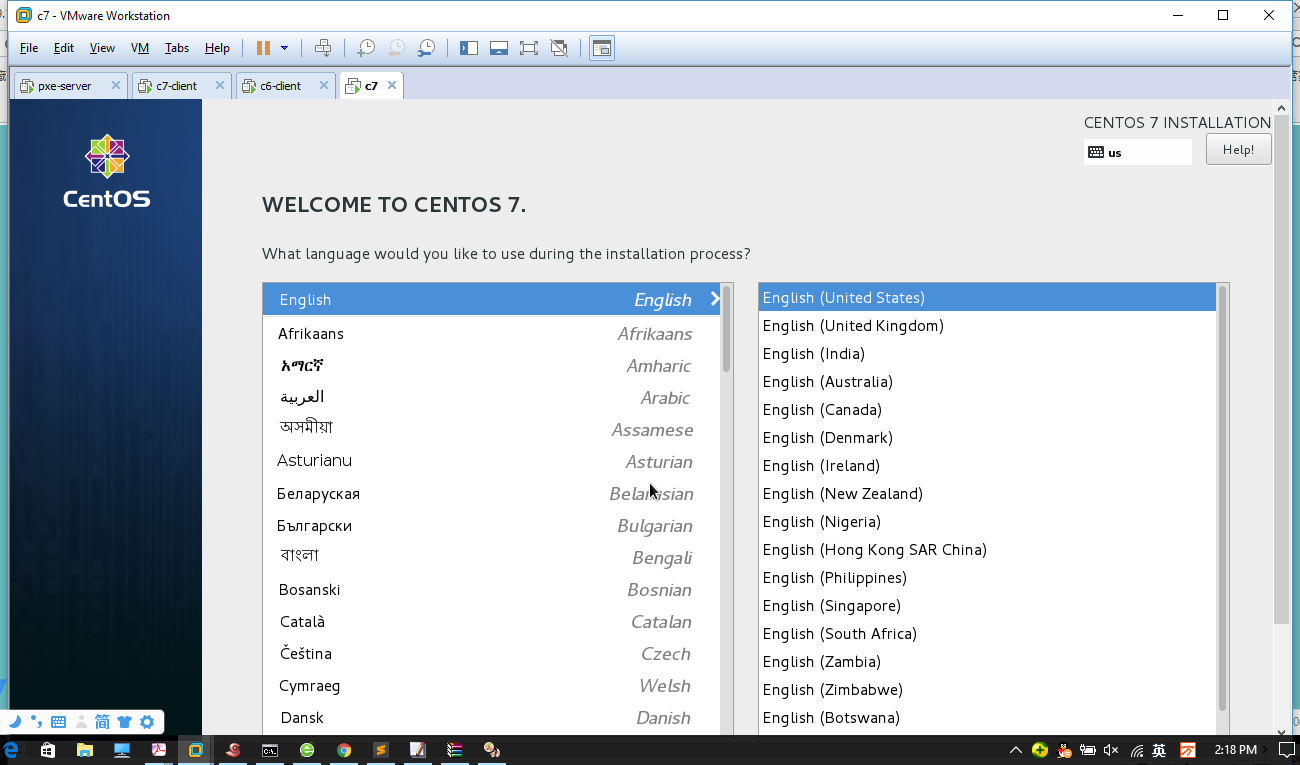 c7 - VMware Workstation
File Edit View VM Tabs Help
pxe-server c7-client c6-client c7
CentOS
CENTOS 7 INSTALLATION
us Help!
WELCOME TO CENTOS 7.
What language would you like to use during the installation process?
English English English (United States)
Afrikaans Afrikaans English (United Kingdom)
አማርኛ Amharic English (India)
العربية Arabic English (Australia)
অসমীয়া Assamese English (Canada)
Asturianu Asturian English (Denmark)
Беларуская Belarusian English (Ireland)
Български Bulgarian English (New Zealand)
বাংলা Bengali English (Nigeria)
Bosanski Bosnian English (Hong Kong SAR China)
Català Catalan English (Philippines)
Čeština Czech English (Singapore)
Cymraeg Welsh English (South Africa)
Dansk Danish English (Zambia)
English (Zimbabwe)
English (Botswana)
简
英 2:18 PM